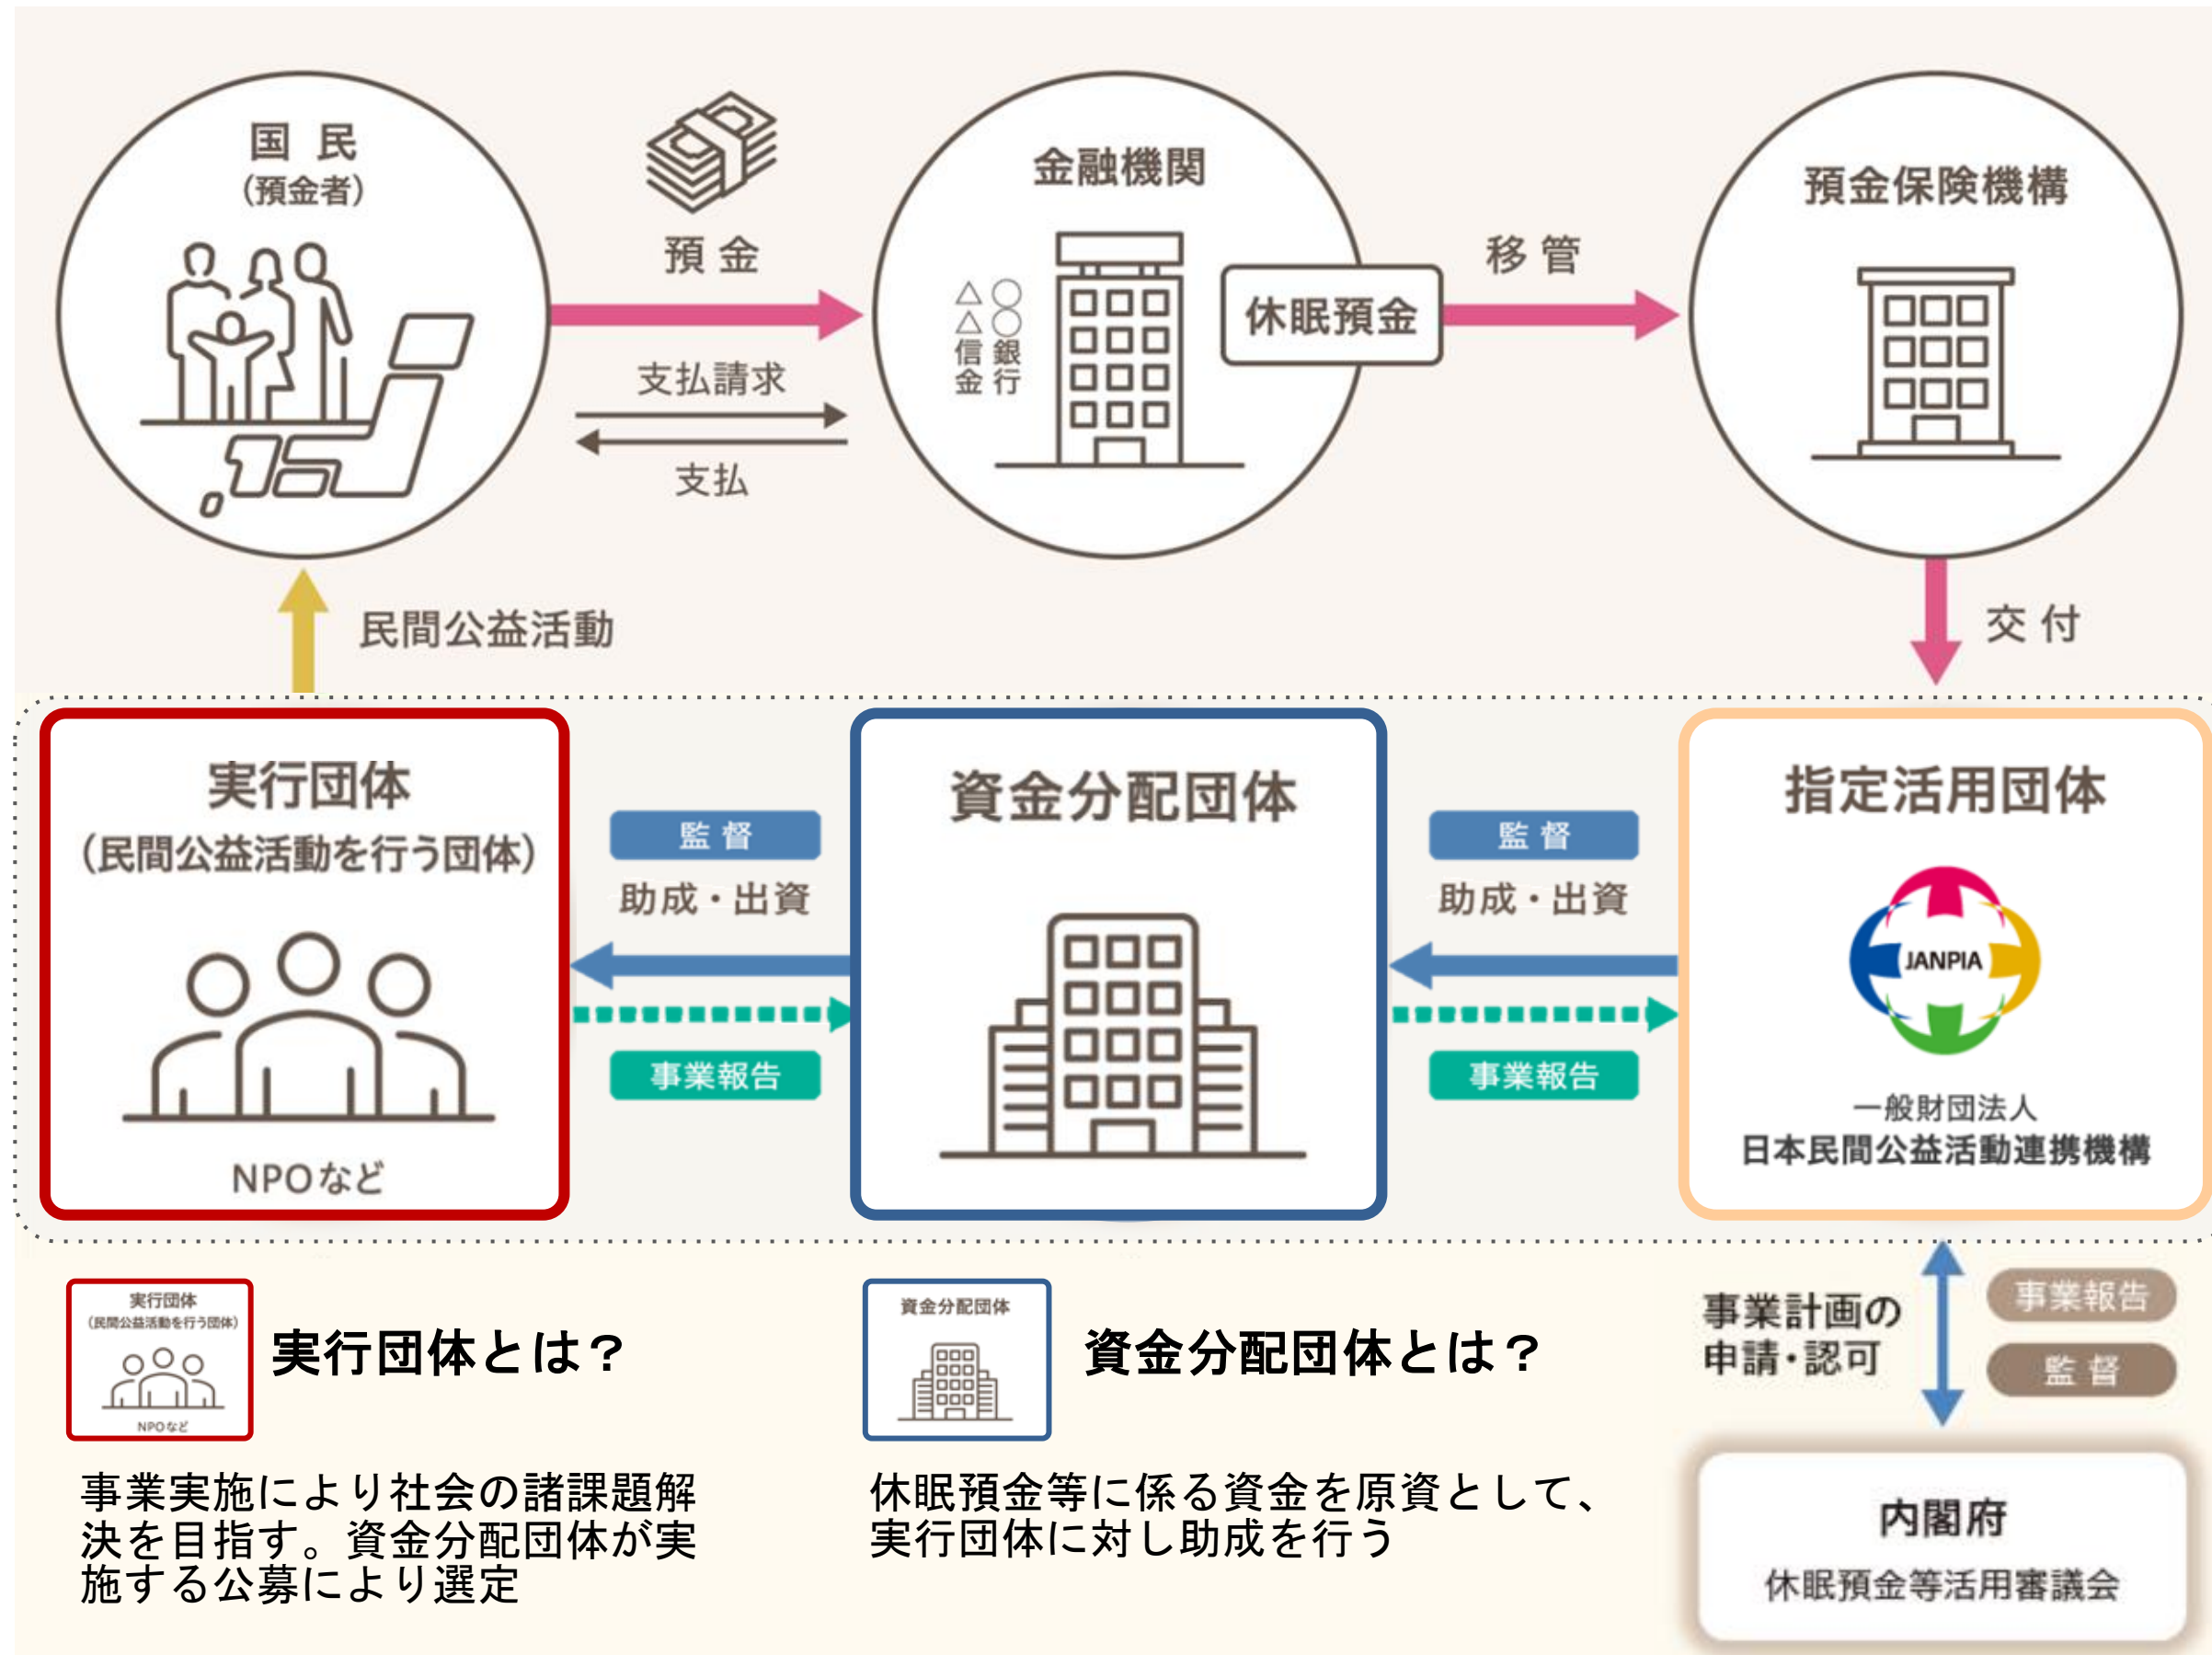 国 民
（預金者）
預 金
支払請求
支払
金融機関
○○銀行
△△信金
休眠預金
移 管
預金保険機構
交 付
民間公益活動
実行団体
（民間公益活動を行う団体）
NPOなど
監 督
助成・出資
事業報告
資金分配団体
監 督
助成・出資
事業報告
指定活用団体
JANPIA
一般財団法人
日本民間公益活動連携機構
実行団体
（民間公益活動を行う団体）
NPOなど
実行団体とは？
事業実施により社会の諸課題解
決を目指す。資金分配団体が実
施する公募により選定
資金分配団体
資金分配団体とは？
休眠預金等に係る資金を原資として、
実行団体に対し助成を行う
事業計画の
申請・認可
事業報告
監 督
内閣府
休眠預金等活用審議会